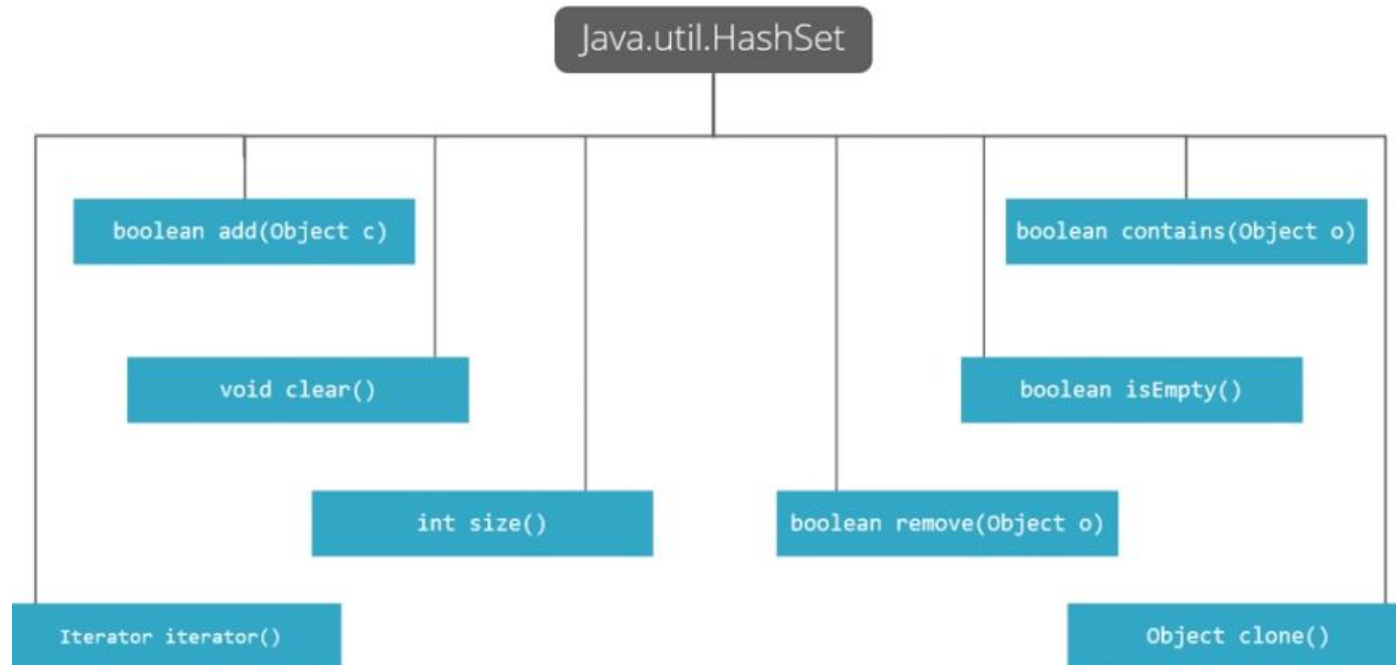 Java.util.HashSet
boolean add(Object c)
boolean contains(Object o)
void clear()
boolean isEmpty()
int size()
boolean remove(Object o)
Iterator iterator()
Object clone()